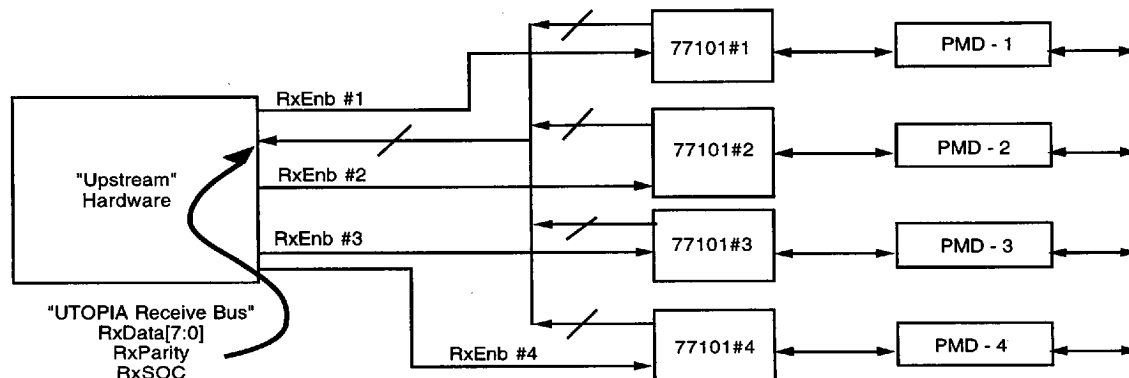 77101#1
PMD - 1
RxEnb #1
77101#2
PMD - 2
"Upstream"
Hardware
RxEnb #2
77101#3
PMD - 3
RxEnb #3
"UTOPIA Receive Bus"
RxData[7:0]
RxParity
RxSOC
RxEnb #4
77101#4
PMD - 4